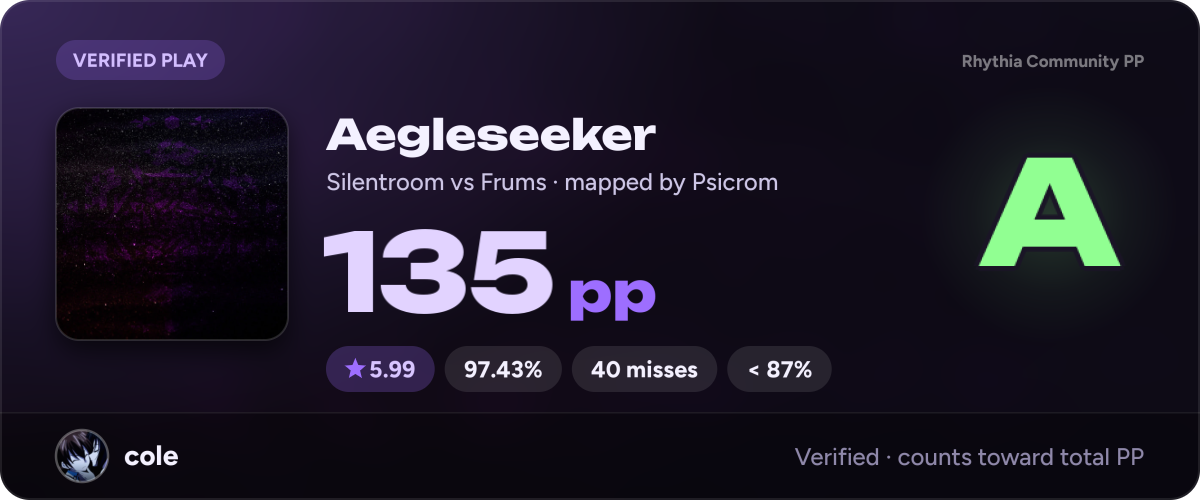 VERIFIED PLAY
Rhythia Community PP
Aegleseeker
Silentroom vs Frums · mapped by Psicrom
135 pp
A
★ 5.99
97.43%
40 misses
< 87%
cole
Verified · counts toward total PP